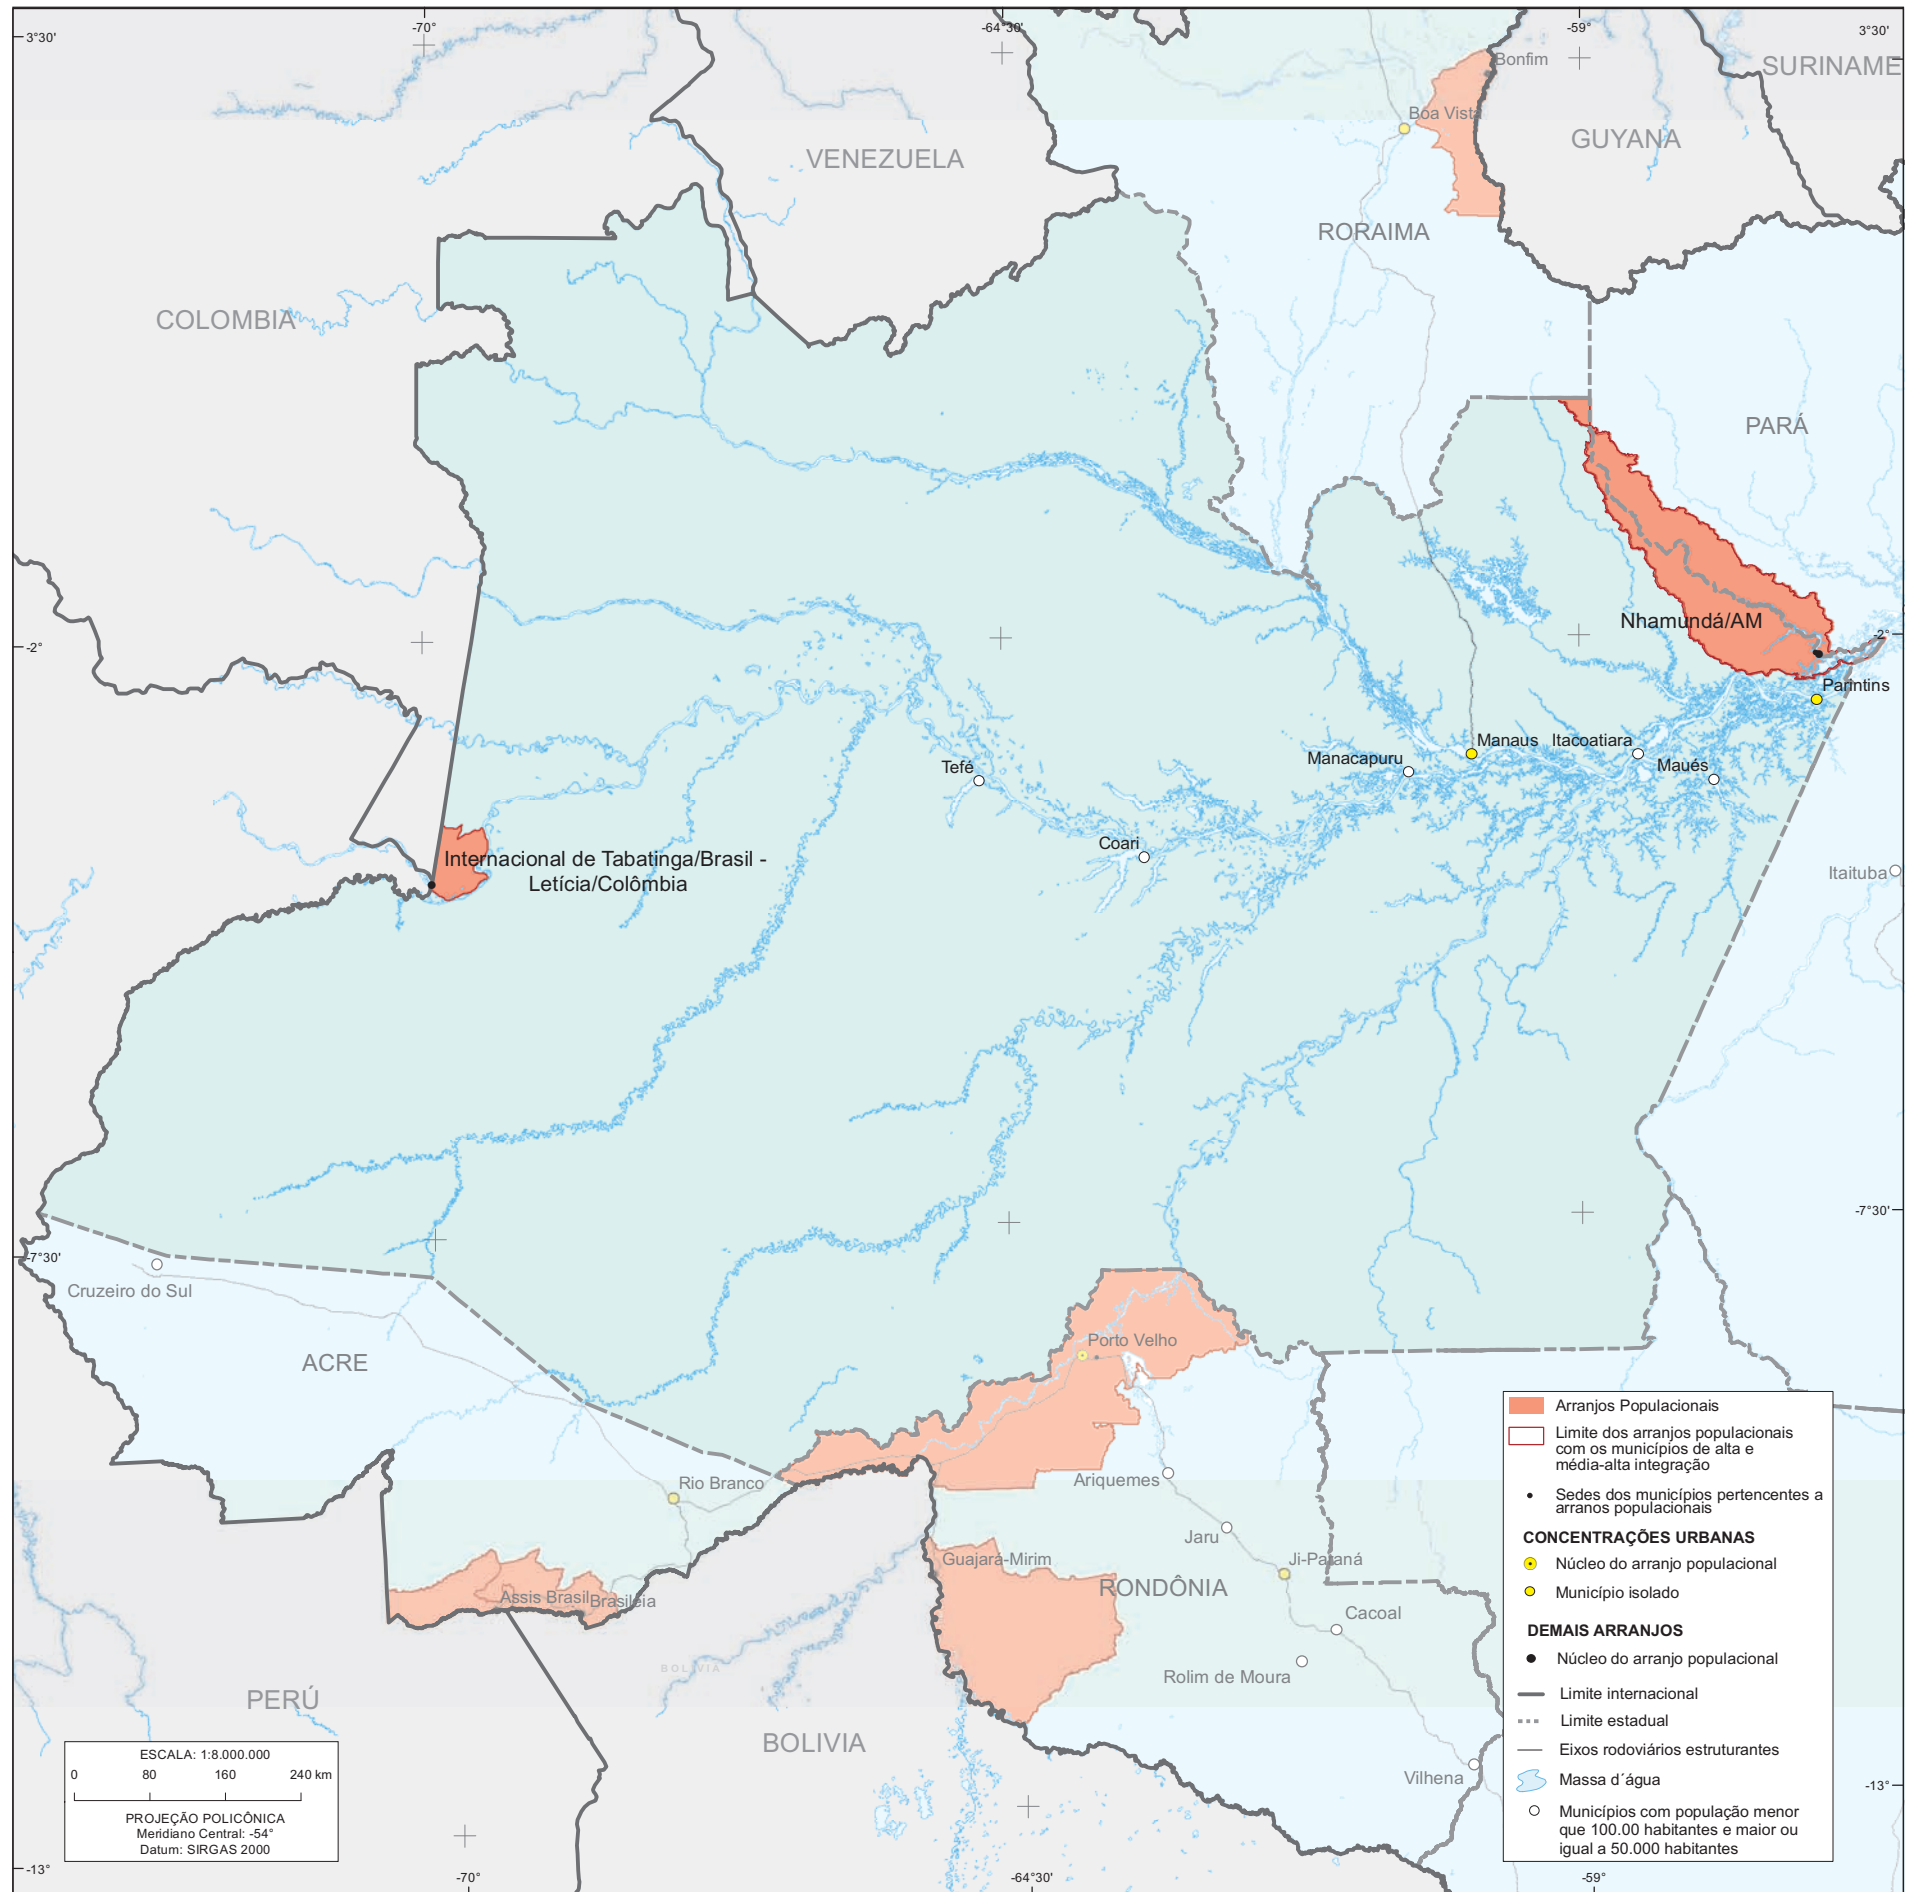 -70°
-64°30'
-59°
3°30'
3°30'
SURINAME
Bonfim
Boa Vista
GUYANA
VENEZUELA
RORAIMA
COLOMBIA
PARÁ
Nhamundá/AM
-2°
-2°
Parintins
Manaus
Itacoatiara
Manacapuru
Maués
Tefé
Coari
Internacional de Tabatinga/Brasil -
Letícia/Colômbia
Itaituba
-7°30'
-7°30'
Cruzeiro do Sul
ACRE
Porto Velho
Rio Branco
Ariquemes
Jaru
Guajará-Mirim
Ji-Paraná
RONDÔNIA
Assis Brasil
Brasiléia
Cacoal
BOLIVIA
Rolim de Moura
PERÚ
BOLIVIA
Vilhena
-13°
-13°
-70°
-64°30'
-59°
ESCALA: 1:8.000.000
0 80 160 240 km
PROJEÇÃO POLICÔNICA
Meridiano Central: -54°
Datum: SIRGAS 2000
Arranjos Populacionais
Limite dos arranjos populacionais
com os municípios de alta e
média-alta integração
Sedes dos municípios pertencentes a
arranos populacionais
CONCENTRAÇÕES URBANAS
Núcleo do arranjo populacional
Município isolado
DEMAIS ARRANJOS
Núcleo do arranjo populacional
Limite internacional
Limite estadual
Eixos rodoviários estruturantes
Massa d´água
Municípios com população menor
que 100.00 habitantes e maior ou
igual a 50.000 habitantes